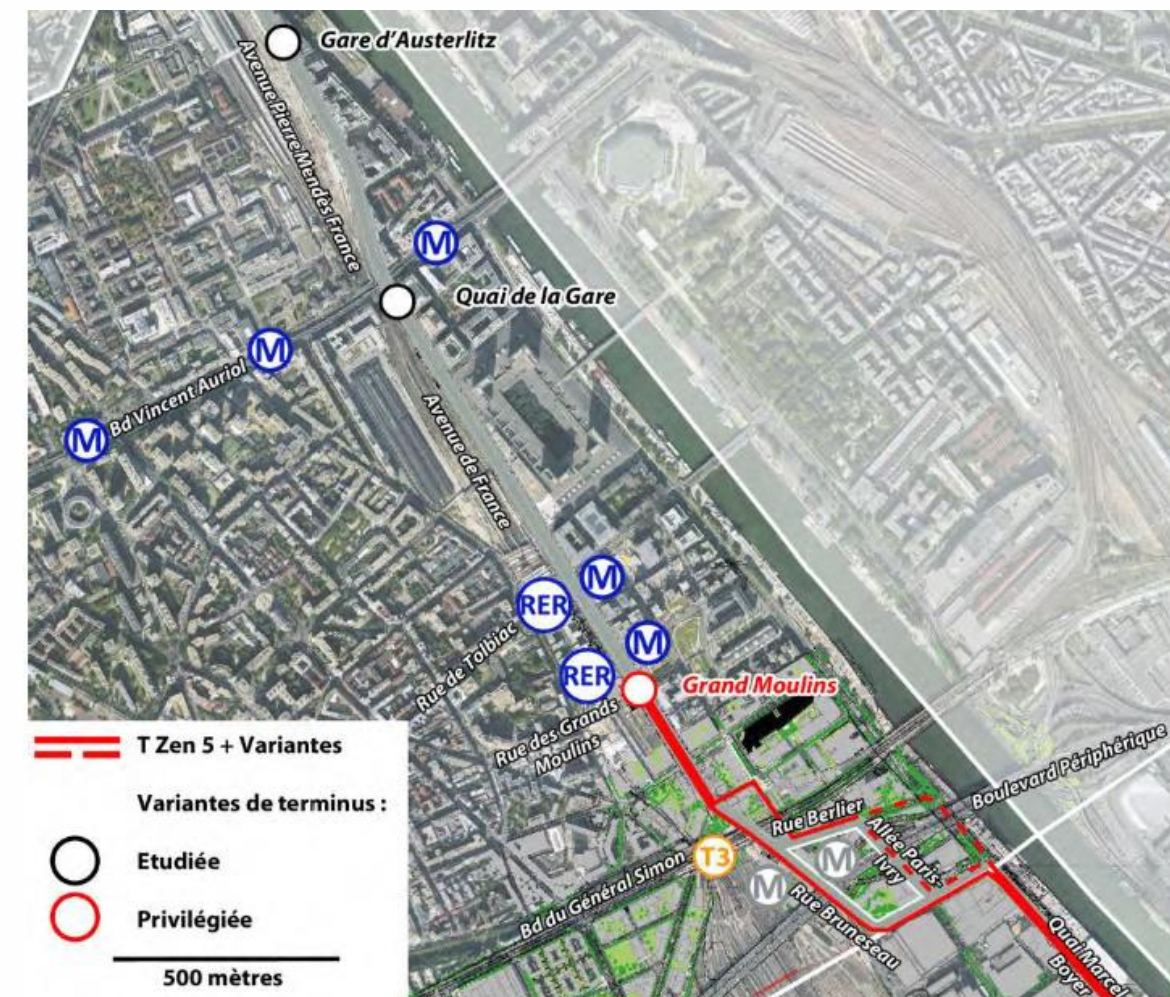 Gare d'Austerlitz
Avenue Pierre Mendès France
M
Quai de la Gare
M
Bd Vincent Auriol
M
Avenue de France
M
RER
Rue de Tolbiac
M
RER
Grand Moulins
Rue des Grands
Moulins
Boulevard Périphérique
Rue Berlier
Allée Paris-
Ivry
T3
M
M
Bd du Général Simon
Rue Bruneseau
Quai Marcel
Boyer
T Zen 5 + Variantes
Variantes de terminus :
Etudiée
Privilégiée
500 mètres